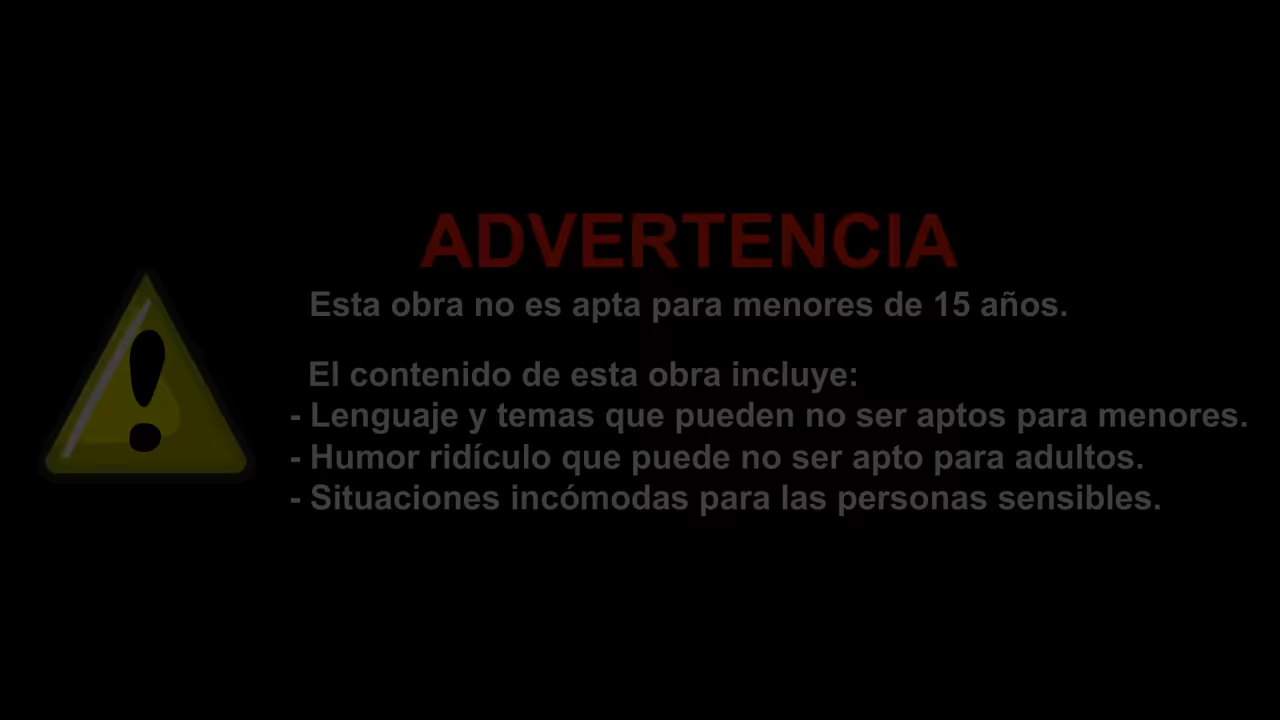 ADVERTENCIA
Esta obra no es apta para menores de 15 años.
El contenido de esta obra incluye:
- Lenguaje y temas que pueden no ser aptos para menores.
- Humor ridículo que puede no ser apto para adultos.
- Situaciones incómodas para las personas sensibles.